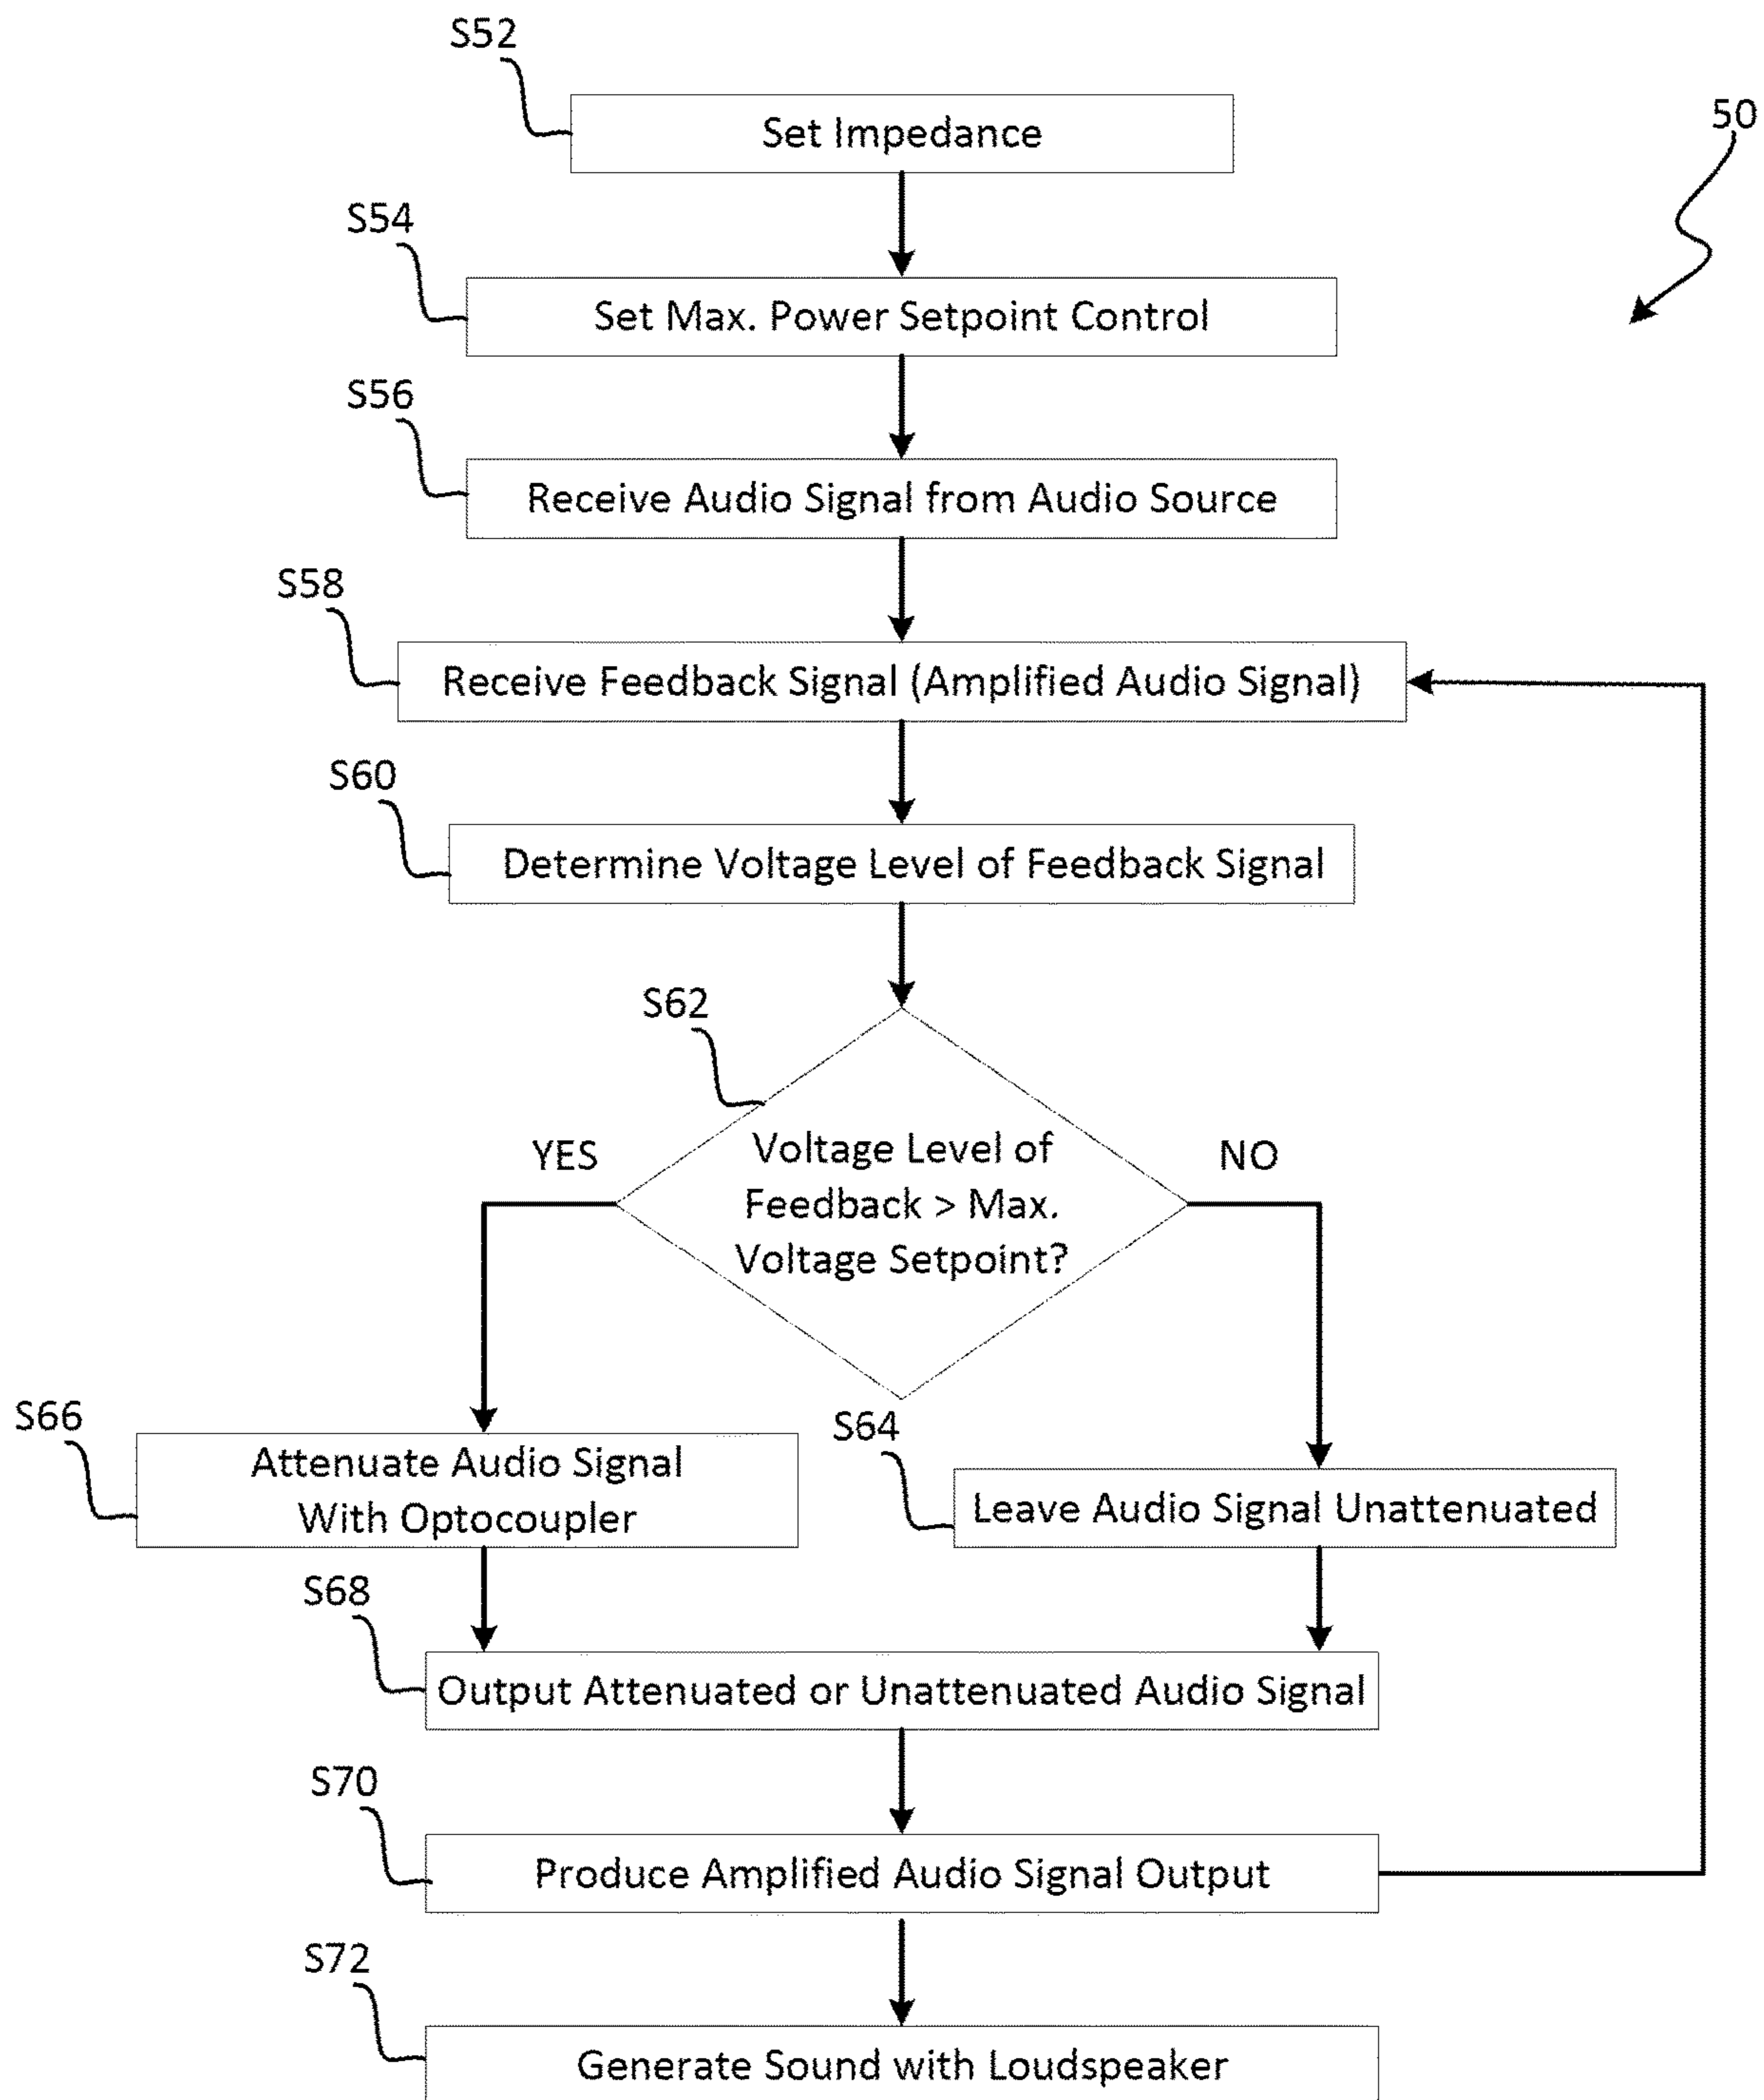 S52
Set Impedance
50
S54
Set Max. Power Setpoint Control
S56
Receive Audio Signal from Audio Source
S58
Receive Feedback Signal (Amplified Audio Signal)
S60
Determine Voltage Level of Feedback Signal
S62
Voltage Level of
Feedback > Max.
Voltage Setpoint?
YES
NO
S66
Attenuate Audio Signal
With Optocoupler
S64
Leave Audio Signal Unattenuated
S68
Output Attenuated or Unattenuated Audio Signal
S70
Produce Amplified Audio Signal Output
S72
Generate Sound with Loudspeaker